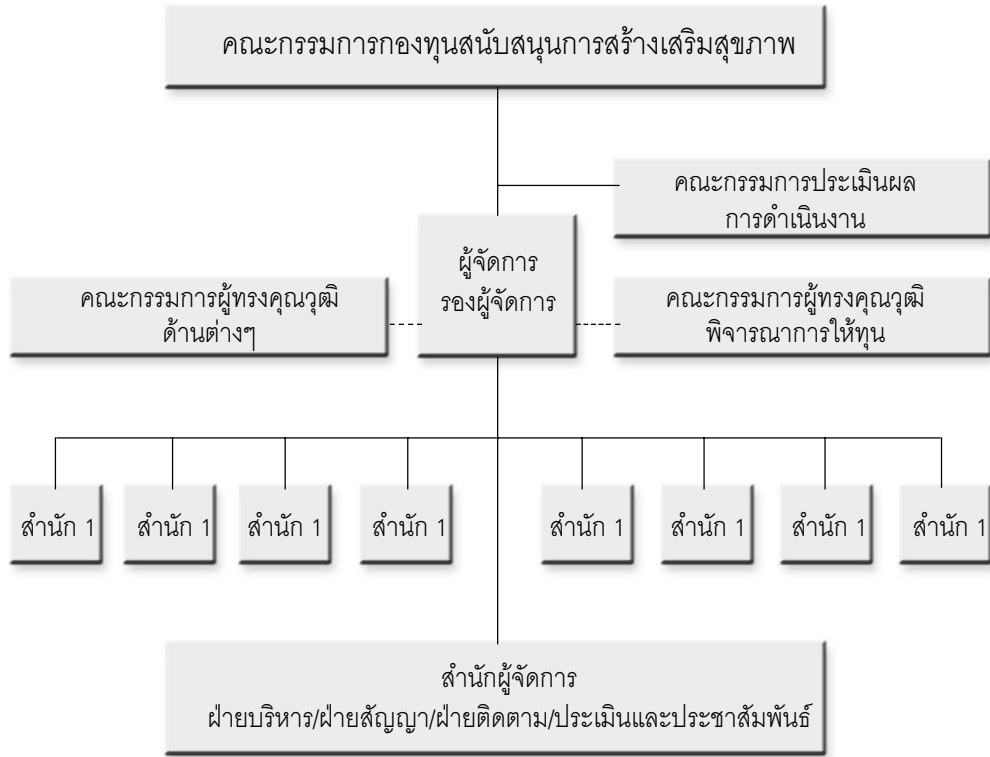 คณะกรรมการกองทุนสนับสนุนการสร้างเสริมสุขภาพ
คณะกรรมการประเมินผล
การดำเนินงาน
ผู้จัดการ
รองผู้จัดการ
คณะกรรมการผู้ทรงคุณวุฒิ
ด้านต่างๆ
คณะกรรมการผู้ทรงคุณวุฒิ
พิจารณาการให้ทุน
สำนัก 1
สำนัก 1
สำนัก 1
สำนัก 1
สำนัก 1
สำนัก 1
สำนัก 1
สำนัก 1
สำนักผู้จัดการ
ฝ่ายบริหาร/ฝ่ายสัญญา/ฝ่ายติดตาม/ประเมินและประชาสัมพันธ์